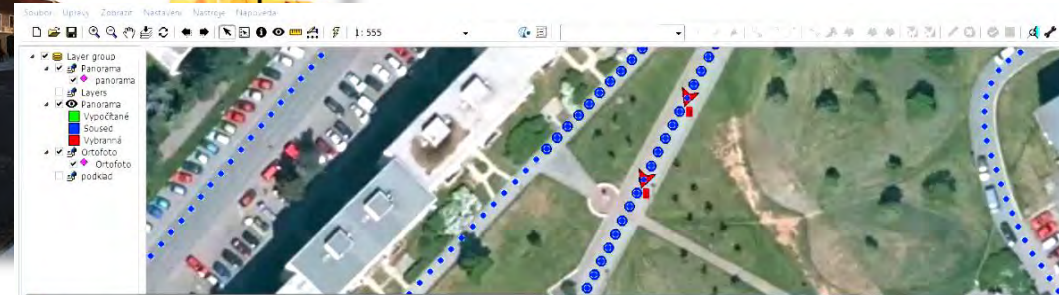 Soubor Úpravy Zobrazit Nastavení Nástroje Nápověda
1: 555
Layer group
Panorama
panorama
Layers
Panorama
Vypočítané
Soused
Vybranná
Ortofoto
Ortofoto
podklad